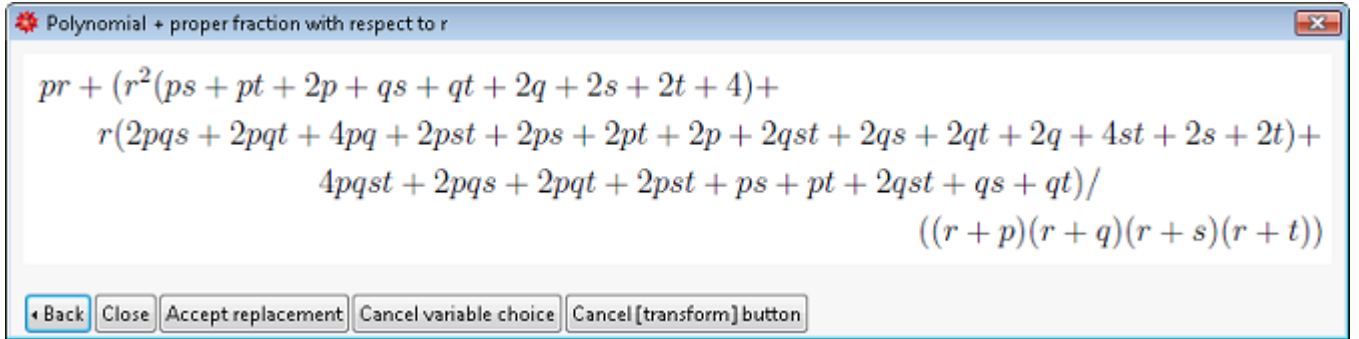 Polynomial + proper fraction with respect to r
pr + (r²(ps + pt + 2p + qs + qt + 2q + 2s + 2t + 4)+
r(2pqs + 2pqt + 4pq + 2pst + 2ps + 2pt + 2p + 2qst + 2qs + 2qt + 2q + 4st + 2s + 2t)+
4pqst + 2pqs + 2pqt + 2pst + ps + pt + 2qst + qs + qt)/
((r + p)(r + q)(r + s)(r + t))
Back Close Accept replacement Cancel variable choice Cancel [transform] button